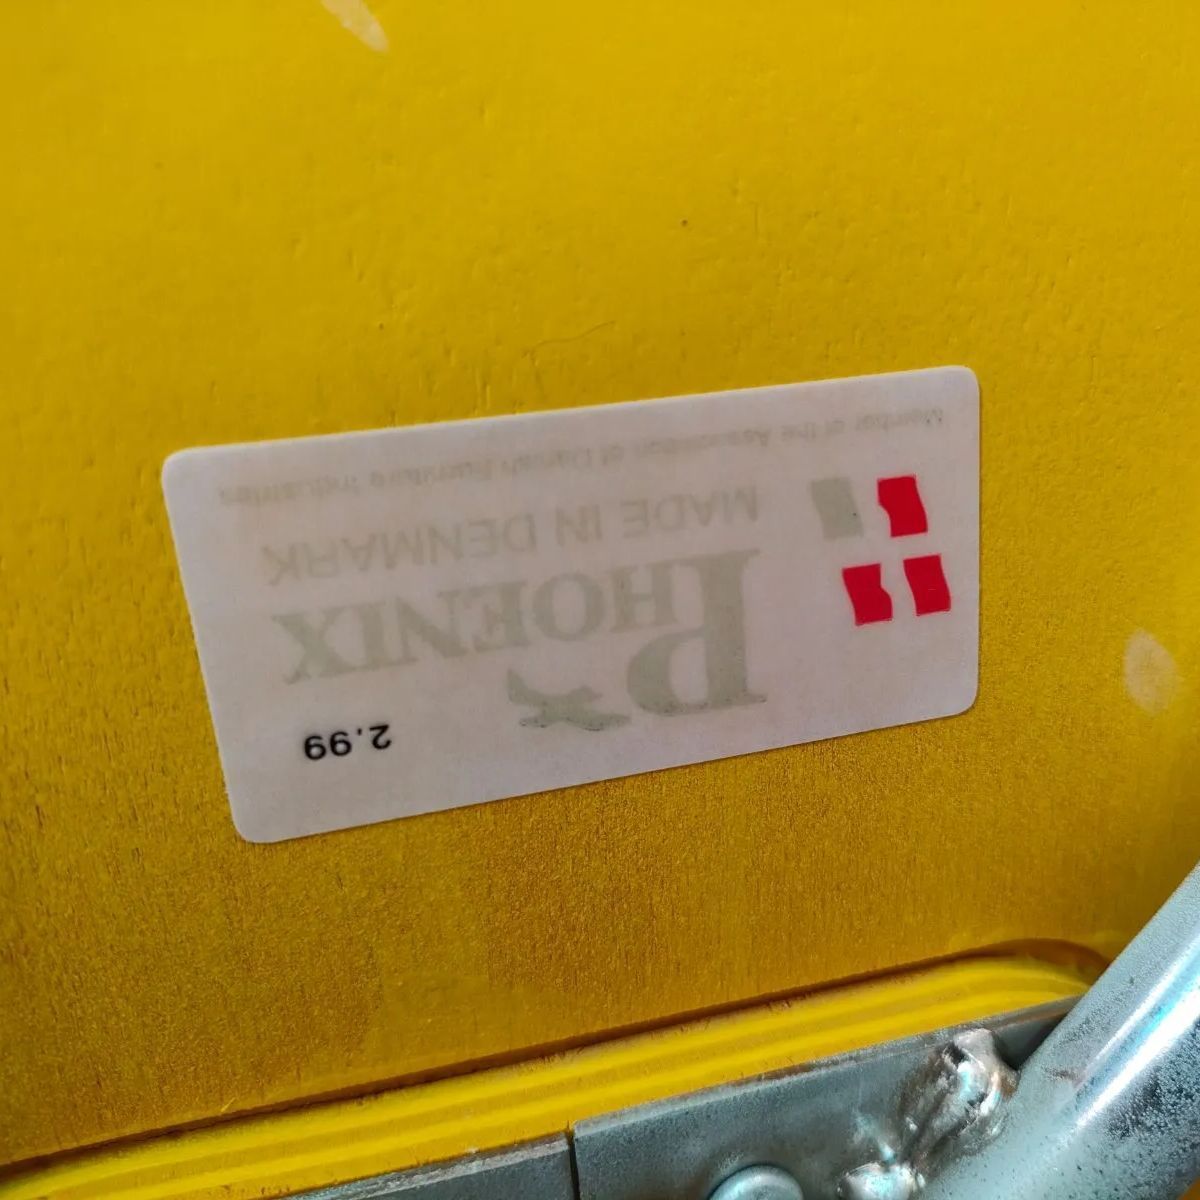 2.99
PHOENIX
MADE IN DENMARK
Member of the Association of Danish Furniture Industries